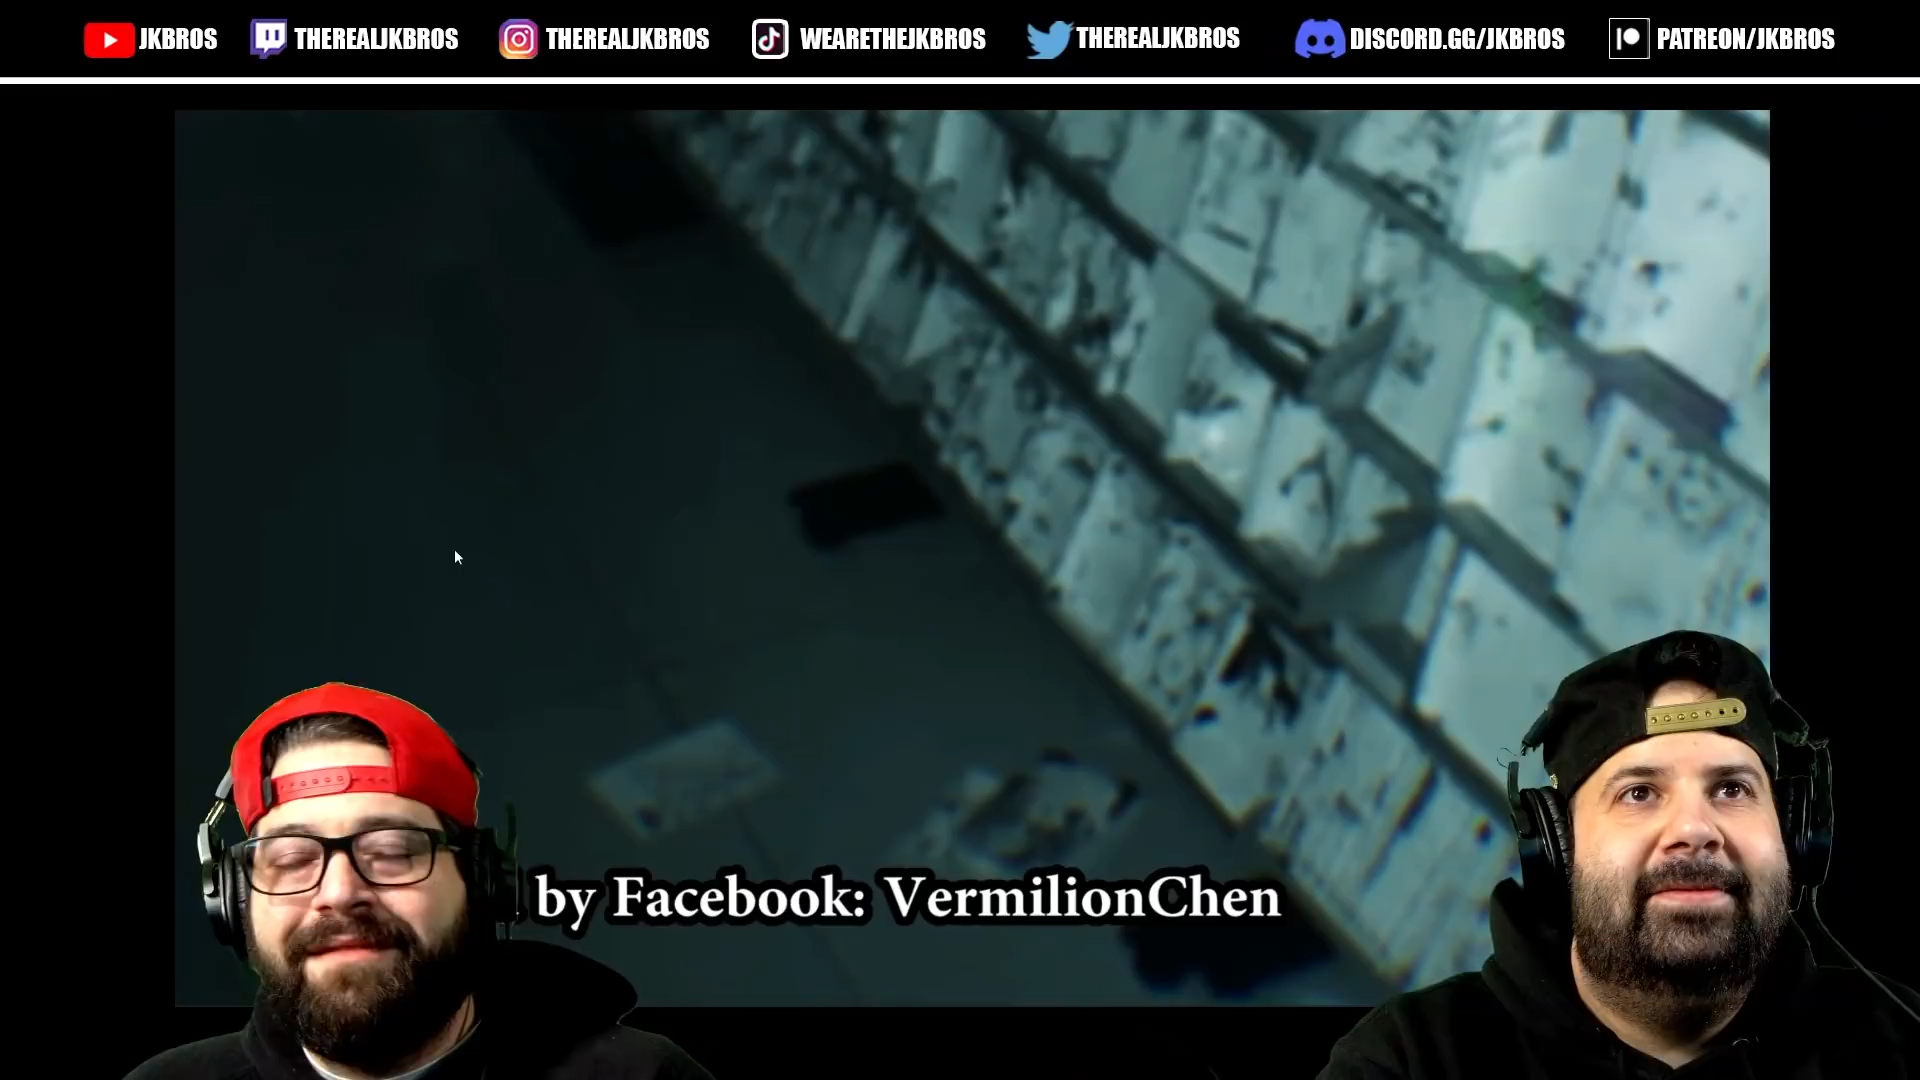 JKBROS THEREALJKBROS THEREALJKBROS WEARETHEJKBROS THEREALJKBROS DISCORD.GG/JKBROS PATREON/JKBROS
by Facebook: VermilionChen